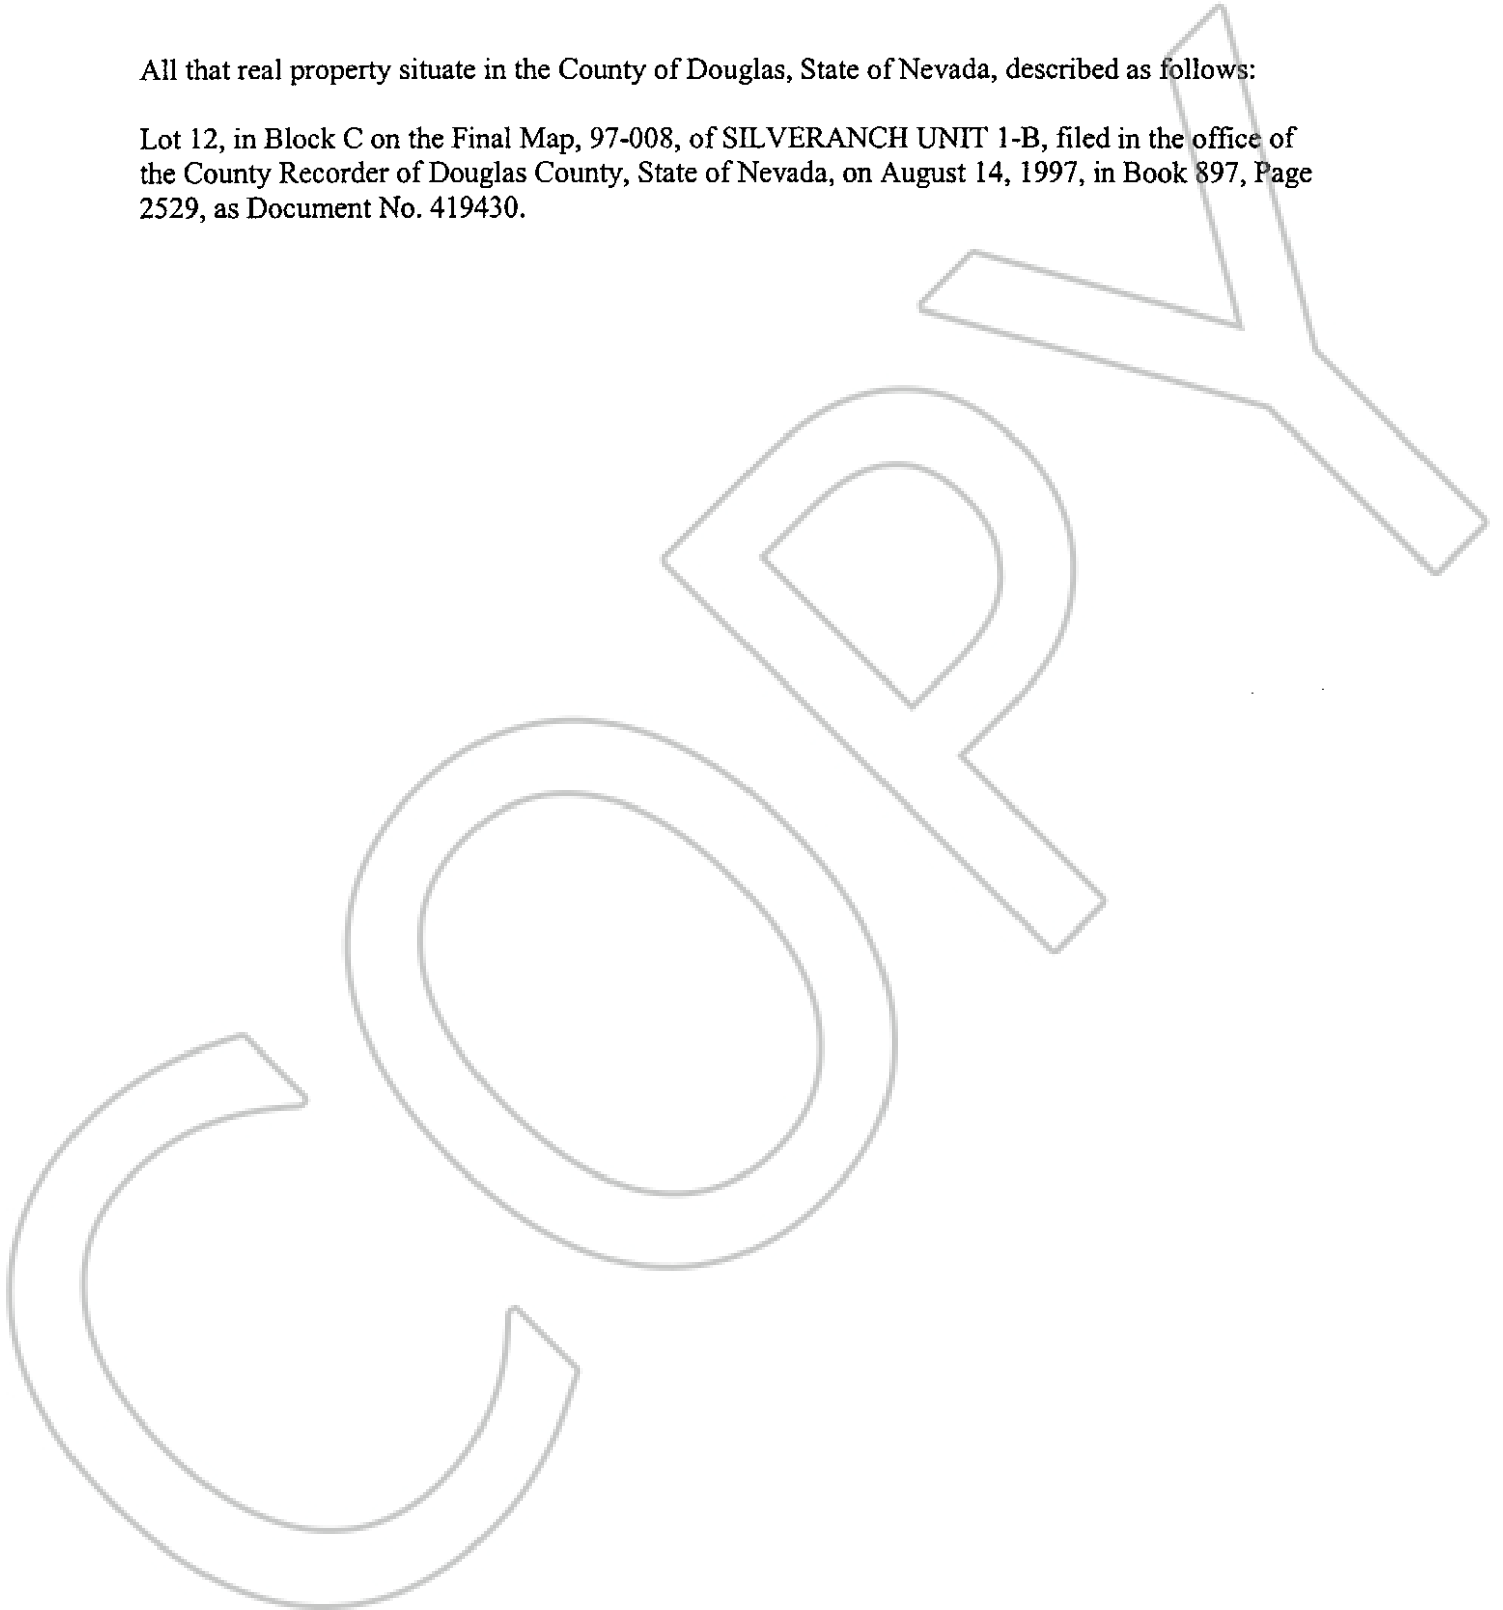 All that real property situate in the County of Douglas, State of Nevada, described as follows:
Lot 12, in Block C on the Final Map, 97-008, of SILVERANCH UNIT 1-B, filed in the office of
the County Recorder of Douglas County, State of Nevada, on August 14, 1997, in Book 897, Page
2529, as Document No. 419430.
COPY